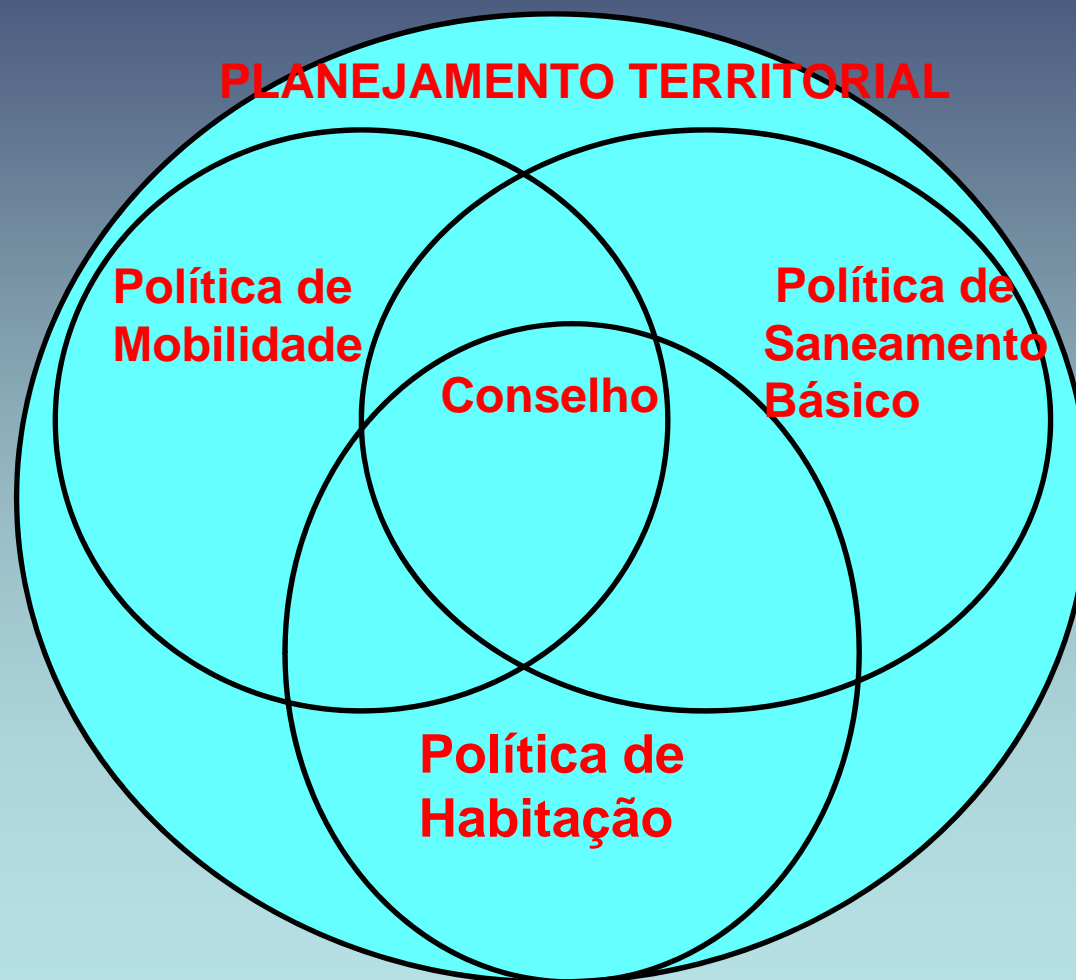 PLANEJAMENTO TERRITORIAL
Política de
Mobilidade
Política de
Saneamento
Básico
Conselho
Política de
Habitação